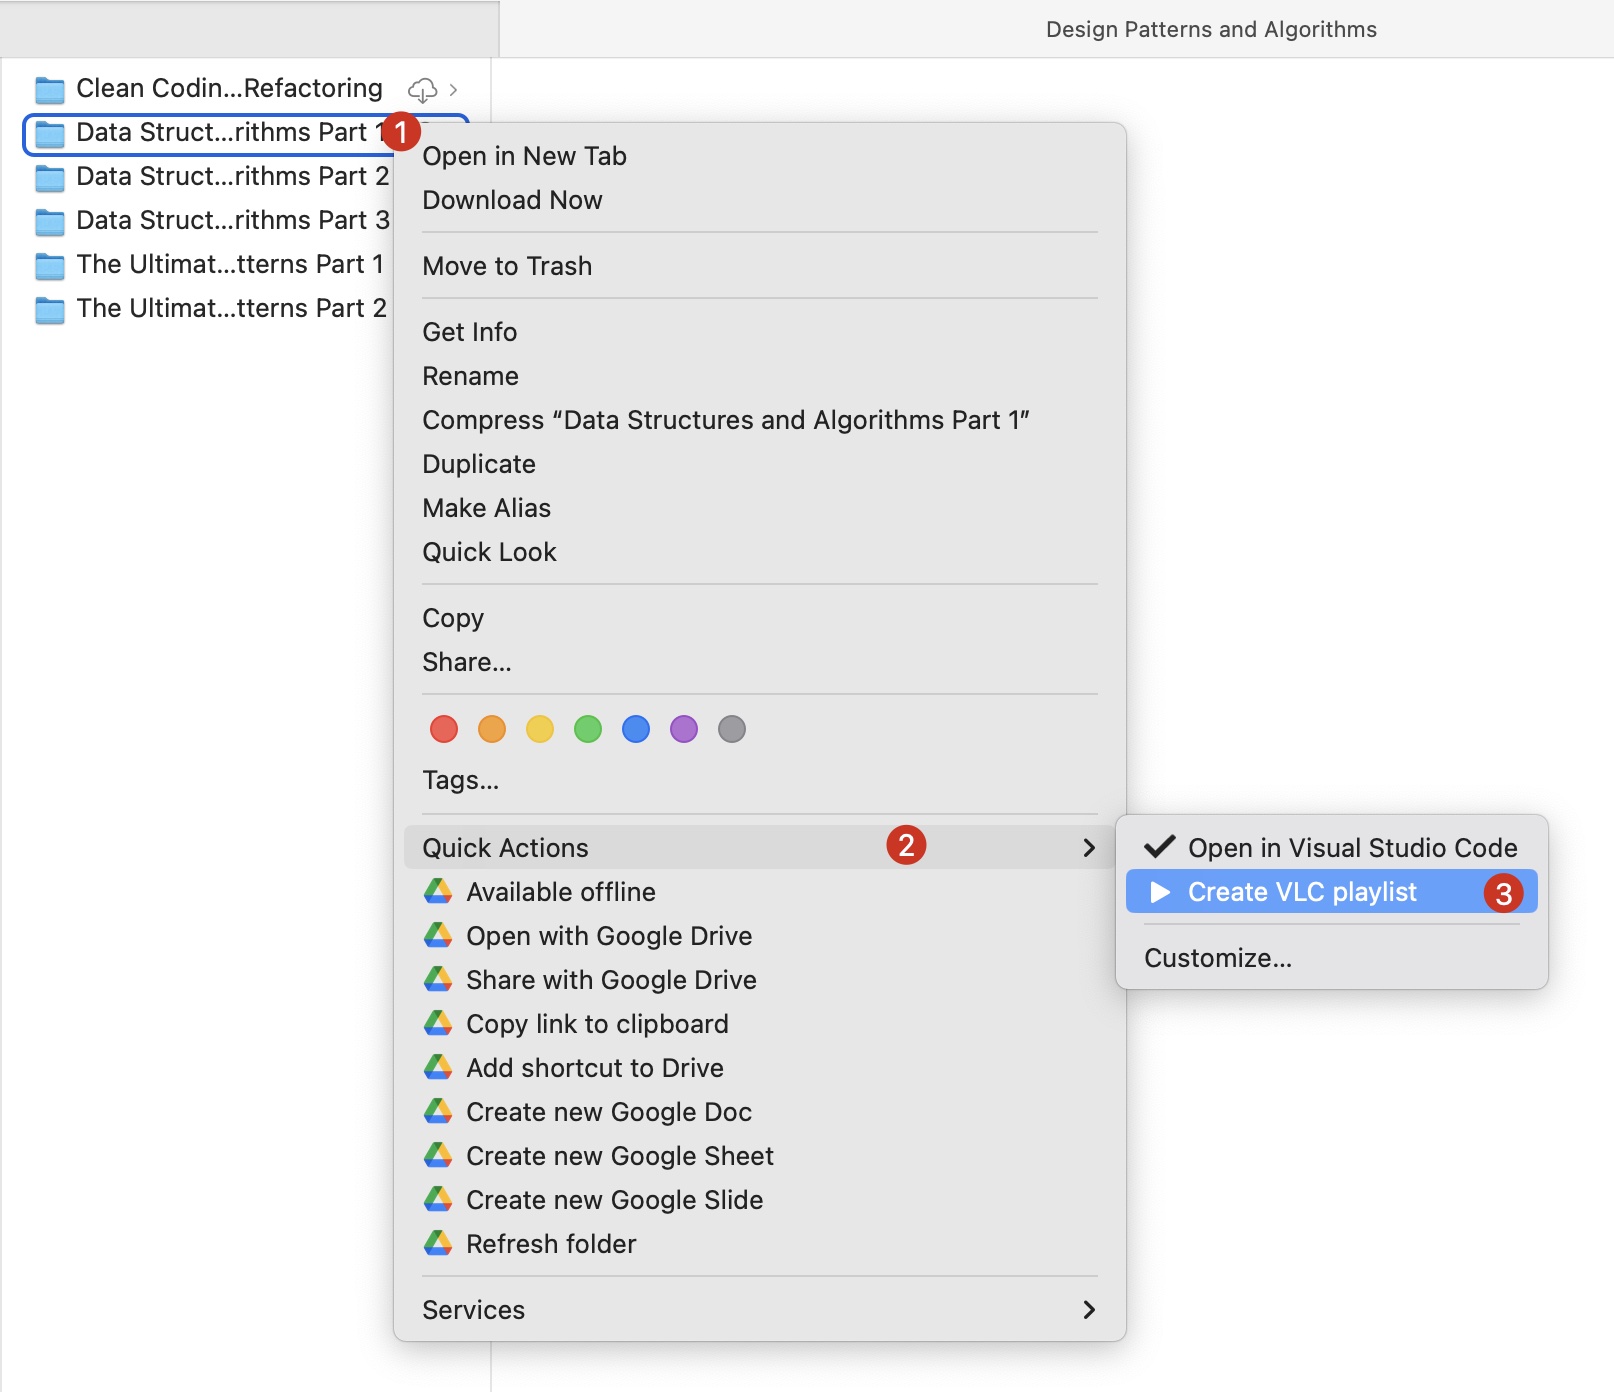 Design Patterns and Algorithms
Clean Codin...Refactoring
Data Struct...rithms Part 1
1
Data Struct...rithms Part 2
Data Struct...rithms Part 3
The Ultimat...tterns Part 1
The Ultimat...tterns Part 2
Open in New Tab
Download Now
Move to Trash
Get Info
Rename
Compress “Data Structures and Algorithms Part 1”
Duplicate
Make Alias
Quick Look
Copy
Share...
Tags...
Quick Actions 2
Available offline
Open with Google Drive
Share with Google Drive
Copy link to clipboard
Add shortcut to Drive
Create new Google Doc
Create new Google Sheet
Create new Google Slide
Refresh folder
Services
Open in Visual Studio Code
Create VLC playlist 3
Customize...